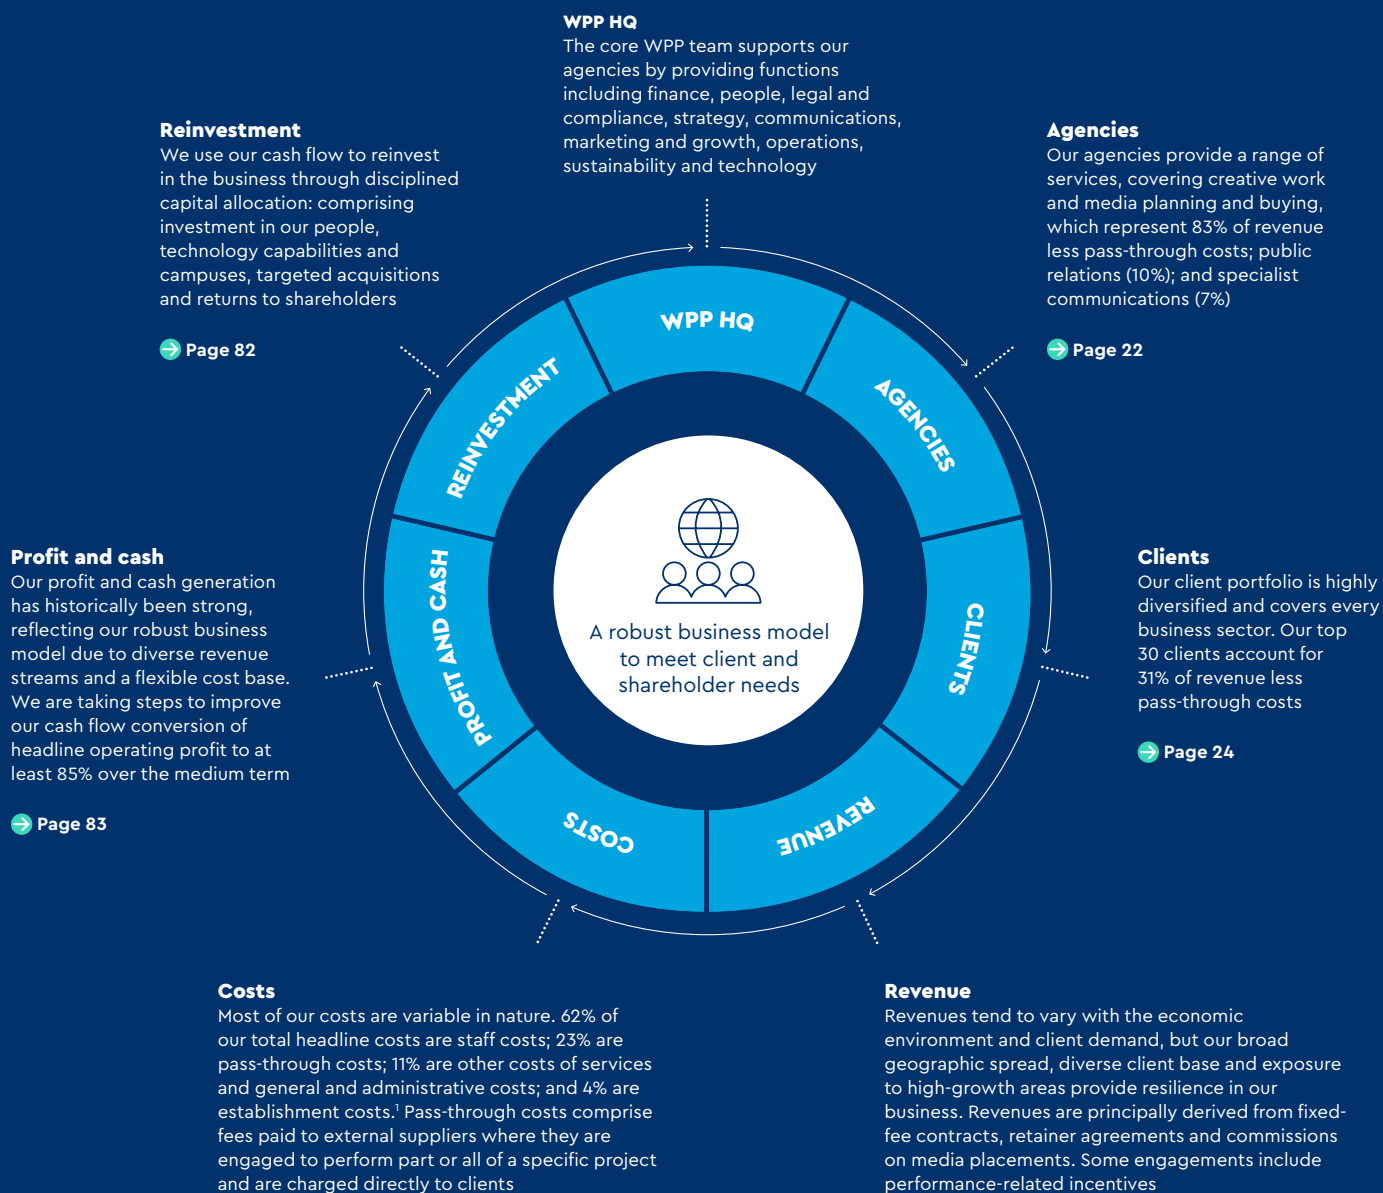 WPP HQ
The core WPP team supports our
agencies by providing functions
including finance, people, legal and
compliance, strategy, communications,
marketing and growth, operations,
sustainability and technology
Reinvestment
We use our cash flow to reinvest
in the business through disciplined
capital allocation: comprising
investment in our people,
technology capabilities and
campuses, targeted acquisitions
and returns to shareholders
Page 82
Agencies
Our agencies provide a range of
services, covering creative work
and media planning and buying,
which represent 83% of revenue
less pass-through costs; public
relations (10%); and specialist
communications (7%)
Page 22
WPP HQ
AGENCIES
CLIENTS
REVENUE
COSTS
PROFIT AND CASH
REINVESTMENT
A robust business model
to meet client and
shareholder needs
Profit and cash
Our profit and cash generation
has historically been strong,
reflecting our robust business
model due to diverse revenue
streams and a flexible cost base.
We are taking steps to improve
our cash flow conversion of
headline operating profit to at
least 85% over the medium term
Page 83
Clients
Our client portfolio is highly
diversified and covers every
business sector. Our top
30 clients account for
31% of revenue less
pass-through costs
Page 24
Costs
Most of our costs are variable in nature. 62% of
our total headline costs are staff costs; 23% are
pass-through costs; 11% are other costs of services
and general and administrative costs; and 4% are
establishment costs.¹ Pass-through costs comprise
fees paid to external suppliers where they are
engaged to perform part or all of a specific project
and are charged directly to clients
Revenue
Revenues tend to vary with the economic
environment and client demand, but our broad
geographic spread, diverse client base and exposure
to high-growth areas provide resilience in our
business. Revenues are principally derived from fixed-
fee contracts, retainer agreements and commissions
on media placements. Some engagements include
performance-related incentives